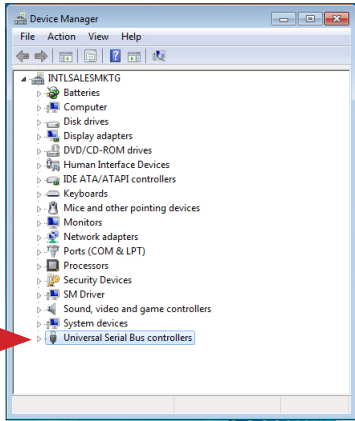 Device Manager
File Action View Help
INTLSALESMKTG
Batteries
Computer
Disk drives
Display adapters
DVD/CD-ROM drives
Human Interface Devices
IDE ATA/ATAPI controllers
Keyboards
Mice and other pointing devices
Monitors
Network adapters
Ports (COM & LPT)
Processors
Security Devices
SM Driver
Sound, video and game controllers
System devices
Universal Serial Bus controllers